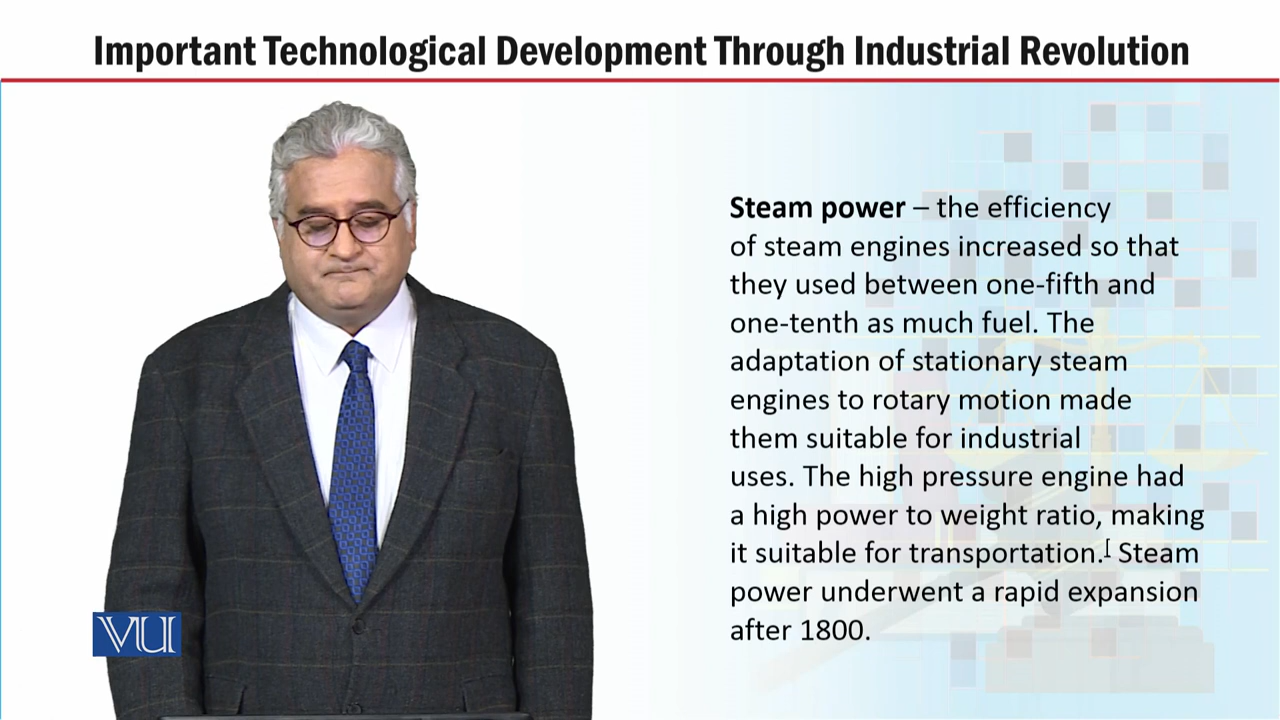 Important Technological Development Through Industrial Revolution
Steam power – the efficiency
of steam engines increased so that
they used between one-fifth and
one-tenth as much fuel. The
adaptation of stationary steam
engines to rotary motion made
them suitable for industrial
uses. The high pressure engine had
a high power to weight ratio, making
it suitable for transportation.[ Steam
power underwent a rapid expansion
after 1800.
VU